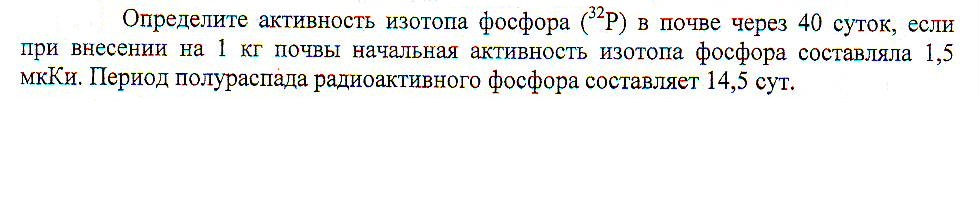 Определите активность изотопа фосфора (³²Р) в почве через 40 суток, если
при внесении на 1 кг почвы начальная активность изотопа фосфора составляла 1,5
мкКи. Период полураспада радиоактивного фосфора составляет 14,5 сут.